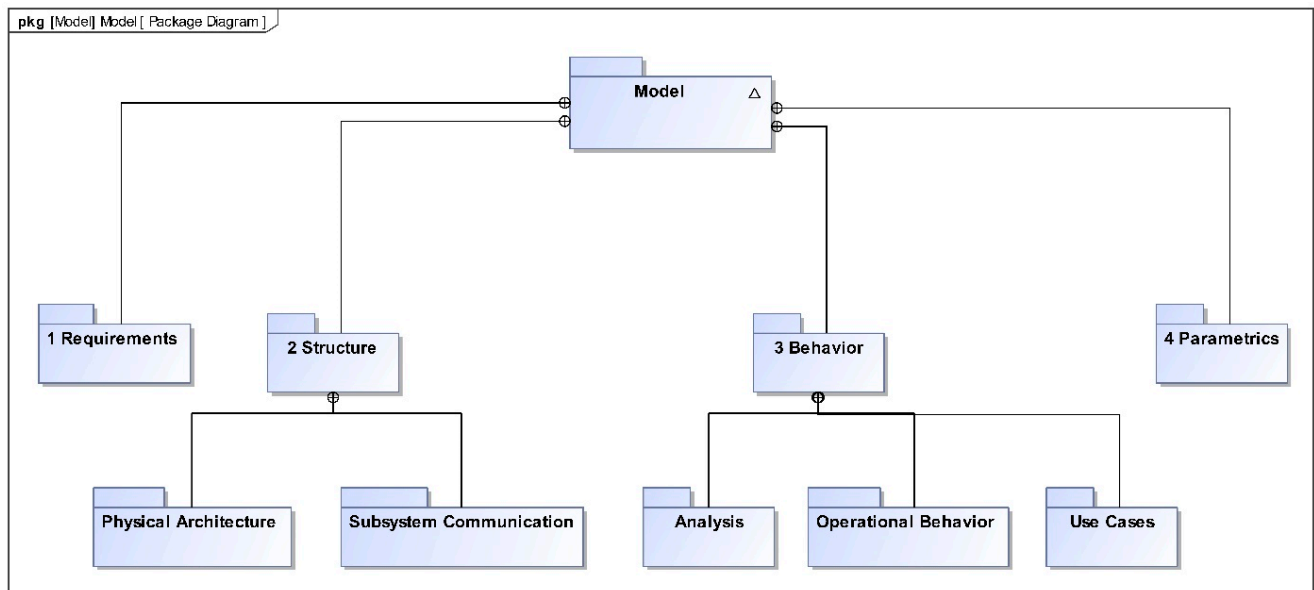 pkg [Model] Model [ Package Diagram ]
Model
1 Requirements
2 Structure
3 Behavior
4 Parametrics
Physical Architecture
Subsystem Communication
Analysis
Operational Behavior
Use Cases